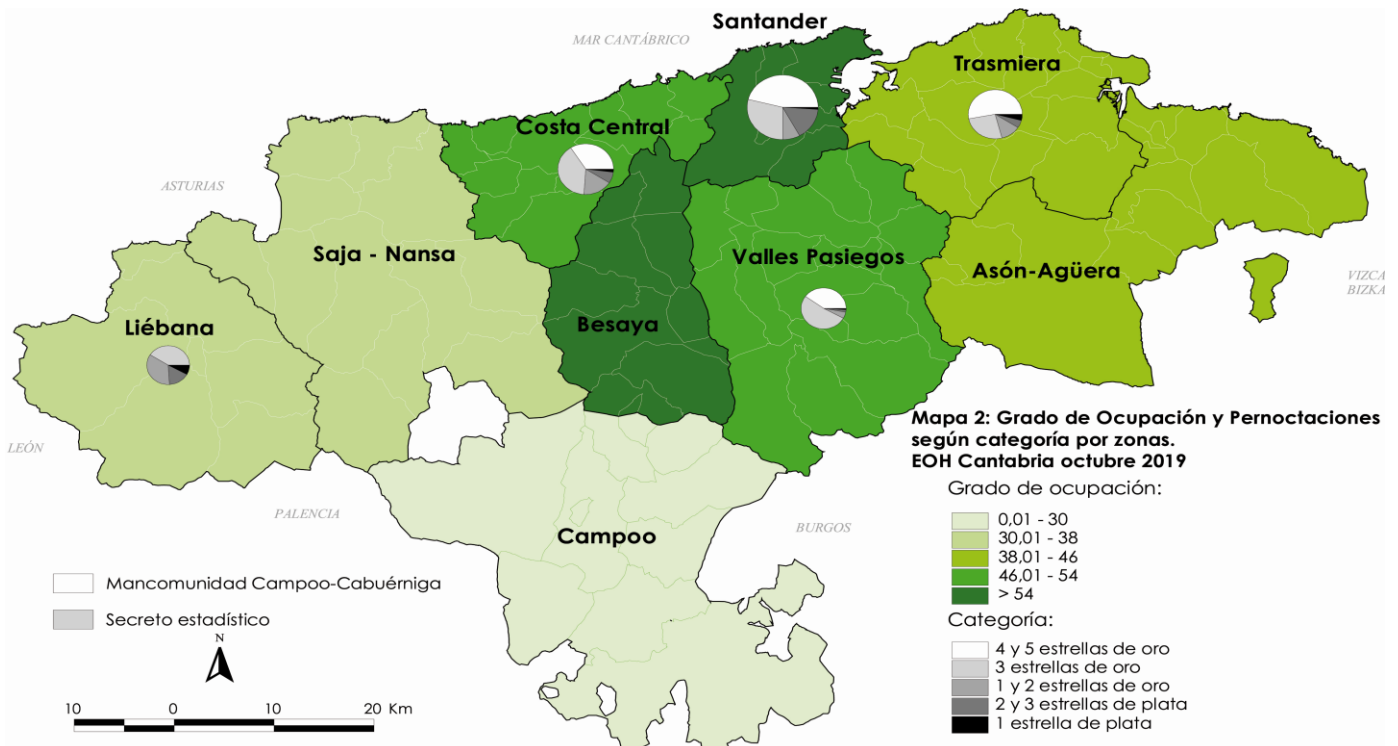 Santander
MAR CANTÁBRICO
Trasmiera
Costa Central
ASTURIAS
Saja - Nansa
Valles Pasiegos
Asón-Agüera
VIZCA
BIZKA
Liébana
Besaya
Mapa 2: Grado de Ocupación y Pernoctaciones
según categoría por zonas.
EOH Cantabria octubre 2019
LEÓN
Grado de ocupación:
0,01 - 30
30,01 - 38
38,01 - 46
46,01 - 54
> 54
PALENCIA
BURGOS
Campoo
Mancomunidad Campoo-Cabuérniga
Secreto estadístico
Categoría:
4 y 5 estrellas de oro
3 estrellas de oro
1 y 2 estrellas de oro
2 y 3 estrellas de plata
1 estrella de plata
N
10 0 10 20 Km